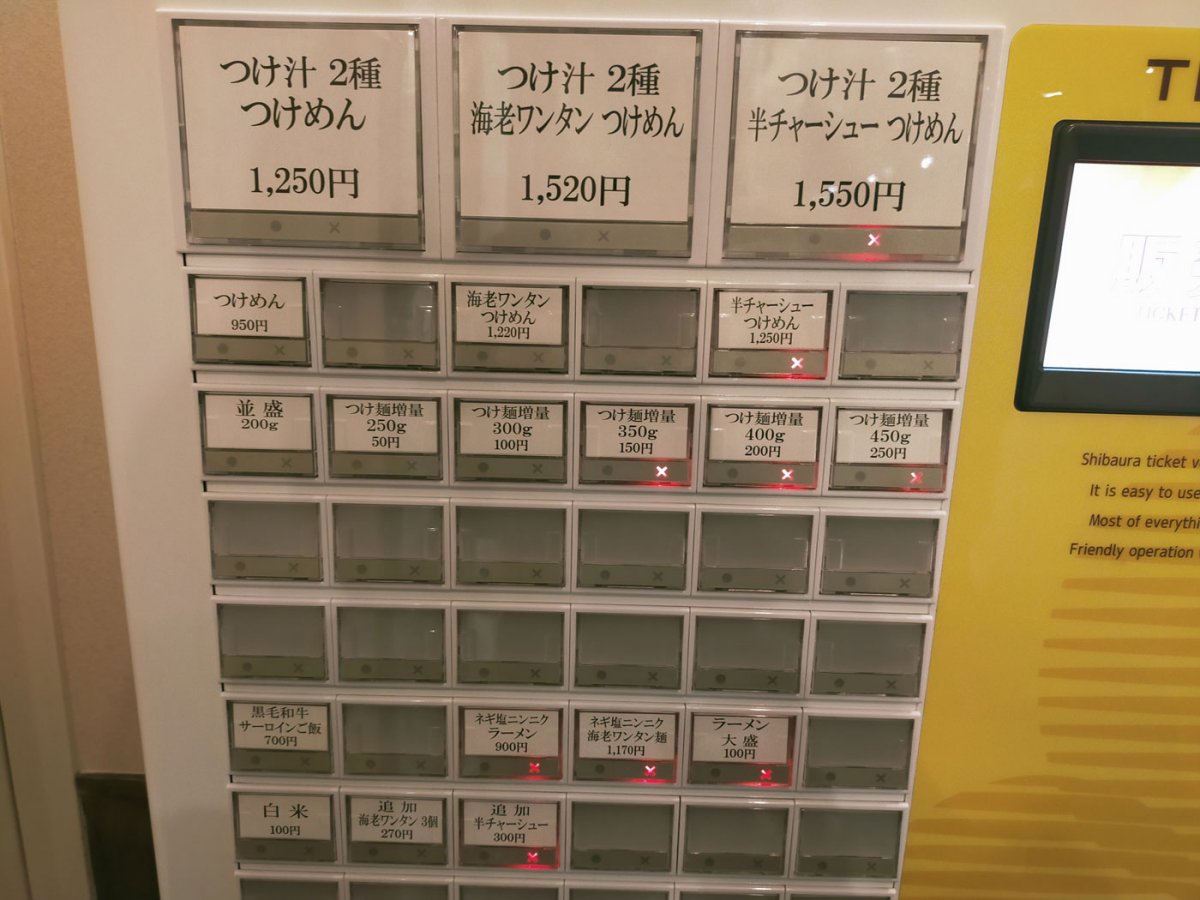 つけ汁 2種
つけめん
1,250円
つけ汁 2種
海老ワンタン つけめん
1,520円
つけ汁 2種
半チャーシュー つけめん
1,550円
つけめん
950円
海老ワンタン
つけめん
1,220円
半チャーシュー
つけめん
1,250円
並盛
200g
つけ麺増量
250g
50円
つけ麺増量
300g
100円
つけ麺増量
350g
150円
つけ麺増量
400g
200円
つけ麺増量
450g
250円
黒毛和牛
サーロインご飯
700円
ネギ塩ニンニク
ラーメン
900円
ネギ塩ニンニク
海老ワンタン麺
1,170円
ラーメン
大盛
100円
白米
100円
追加
海老ワンタン 3個
270円
追加
半チャーシュー
300円
Shibaura ticket
It is easy to use
Most of
Friendly operation